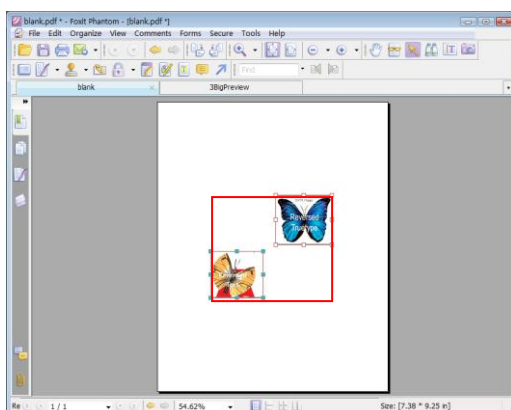 blank.pdf * - Foxit Phantom - [blank.pdf *]
File Edit Organize View Comments Forms Secure Tools Help
Find
blank
3BigPreview
Reversed
Truetype
1 / 1
54.62%
Size: [7.38 * 9.25 in]